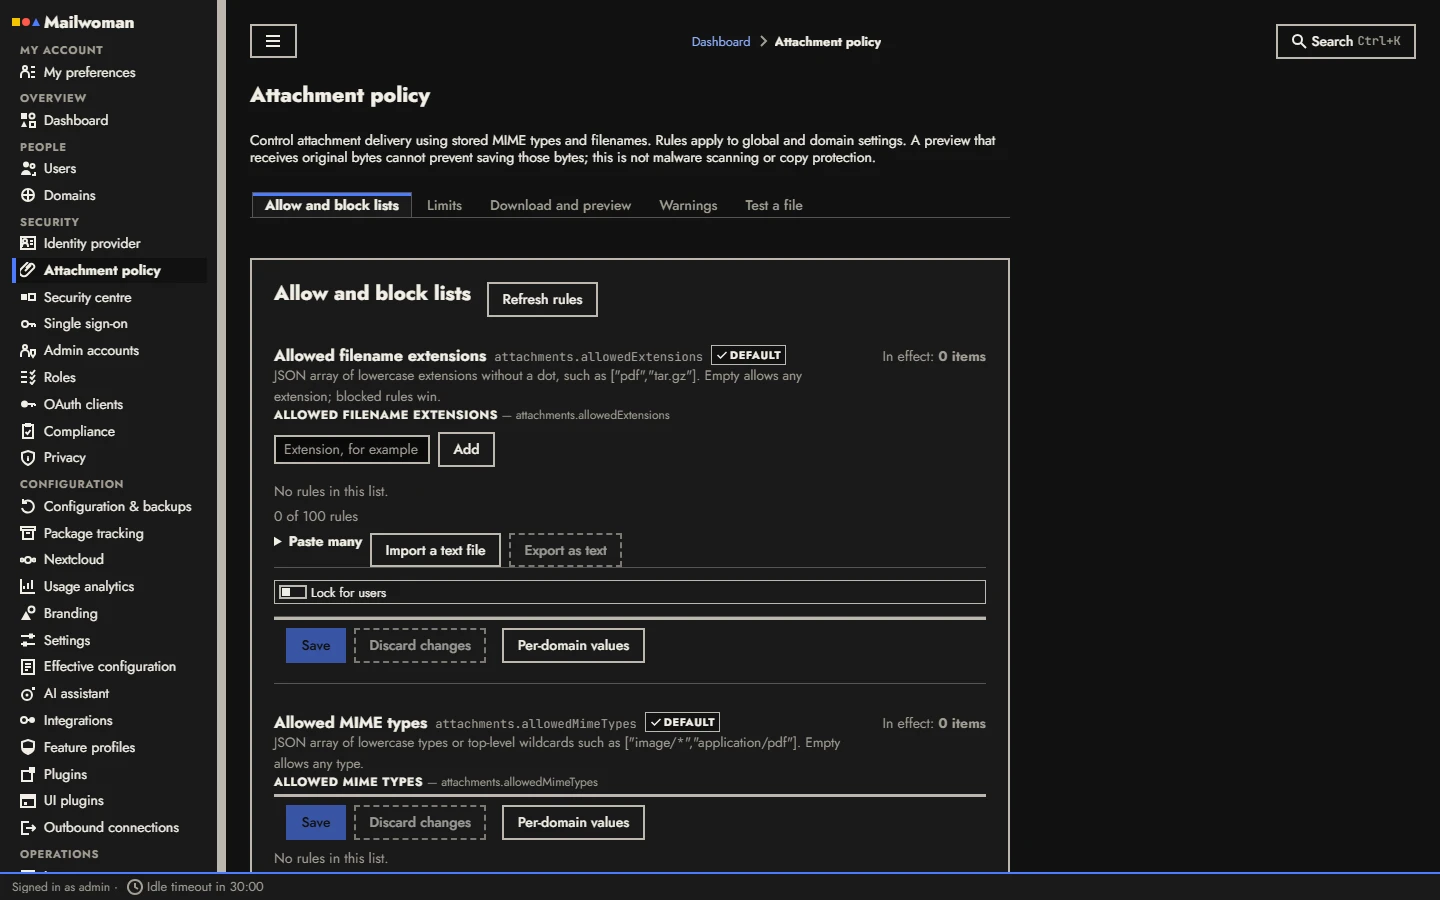 Mailwoman
MY ACCOUNT
My preferences
OVERVIEW
Dashboard
PEOPLE
Users
Domains
SECURITY
Identity provider
Attachment policy
Security centre
Single sign-on
Admin accounts
Roles
OAuth clients
Compliance
Privacy
CONFIGURATION
Configuration & backups
Package tracking
Nextcloud
Usage analytics
Branding
Settings
Effective configuration
AI assistant
Integrations
Feature profiles
Plugins
UI plugins
Outbound connections
OPERATIONS
Dashboard > Attachment policy
Search Ctrl+K
Attachment policy
Control attachment delivery using stored MIME types and filenames. Rules apply to global and domain settings. A preview that
receives original bytes cannot prevent saving those bytes; this is not malware scanning or copy protection.
Allow and block lists Limits Download and preview Warnings Test a file
Allow and block lists Refresh rules
Allowed filename extensions attachments.allowedExtensions DEFAULT In effect: 0 items
JSON array of lowercase extensions without a dot, such as ["pdf","tar.gz"]. Empty allows any
extension; blocked rules win.
ALLOWED FILENAME EXTENSIONS — attachments.allowedExtensions
Extension, for example Add
No rules in this list.
0 of 100 rules
Paste many Import a text file Export as text
Lock for users
Save Discard changes Per-domain values
Allowed MIME types attachments.allowedMimeTypes DEFAULT In effect: 0 items
JSON array of lowercase types or top-level wildcards such as ["image/*","application/pdf"]. Empty
allows any type.
ALLOWED MIME TYPES — attachments.allowedMimeTypes
Save Discard changes Per-domain values
No rules in this list.
Signed in as admin · Idle timeout in 30:00